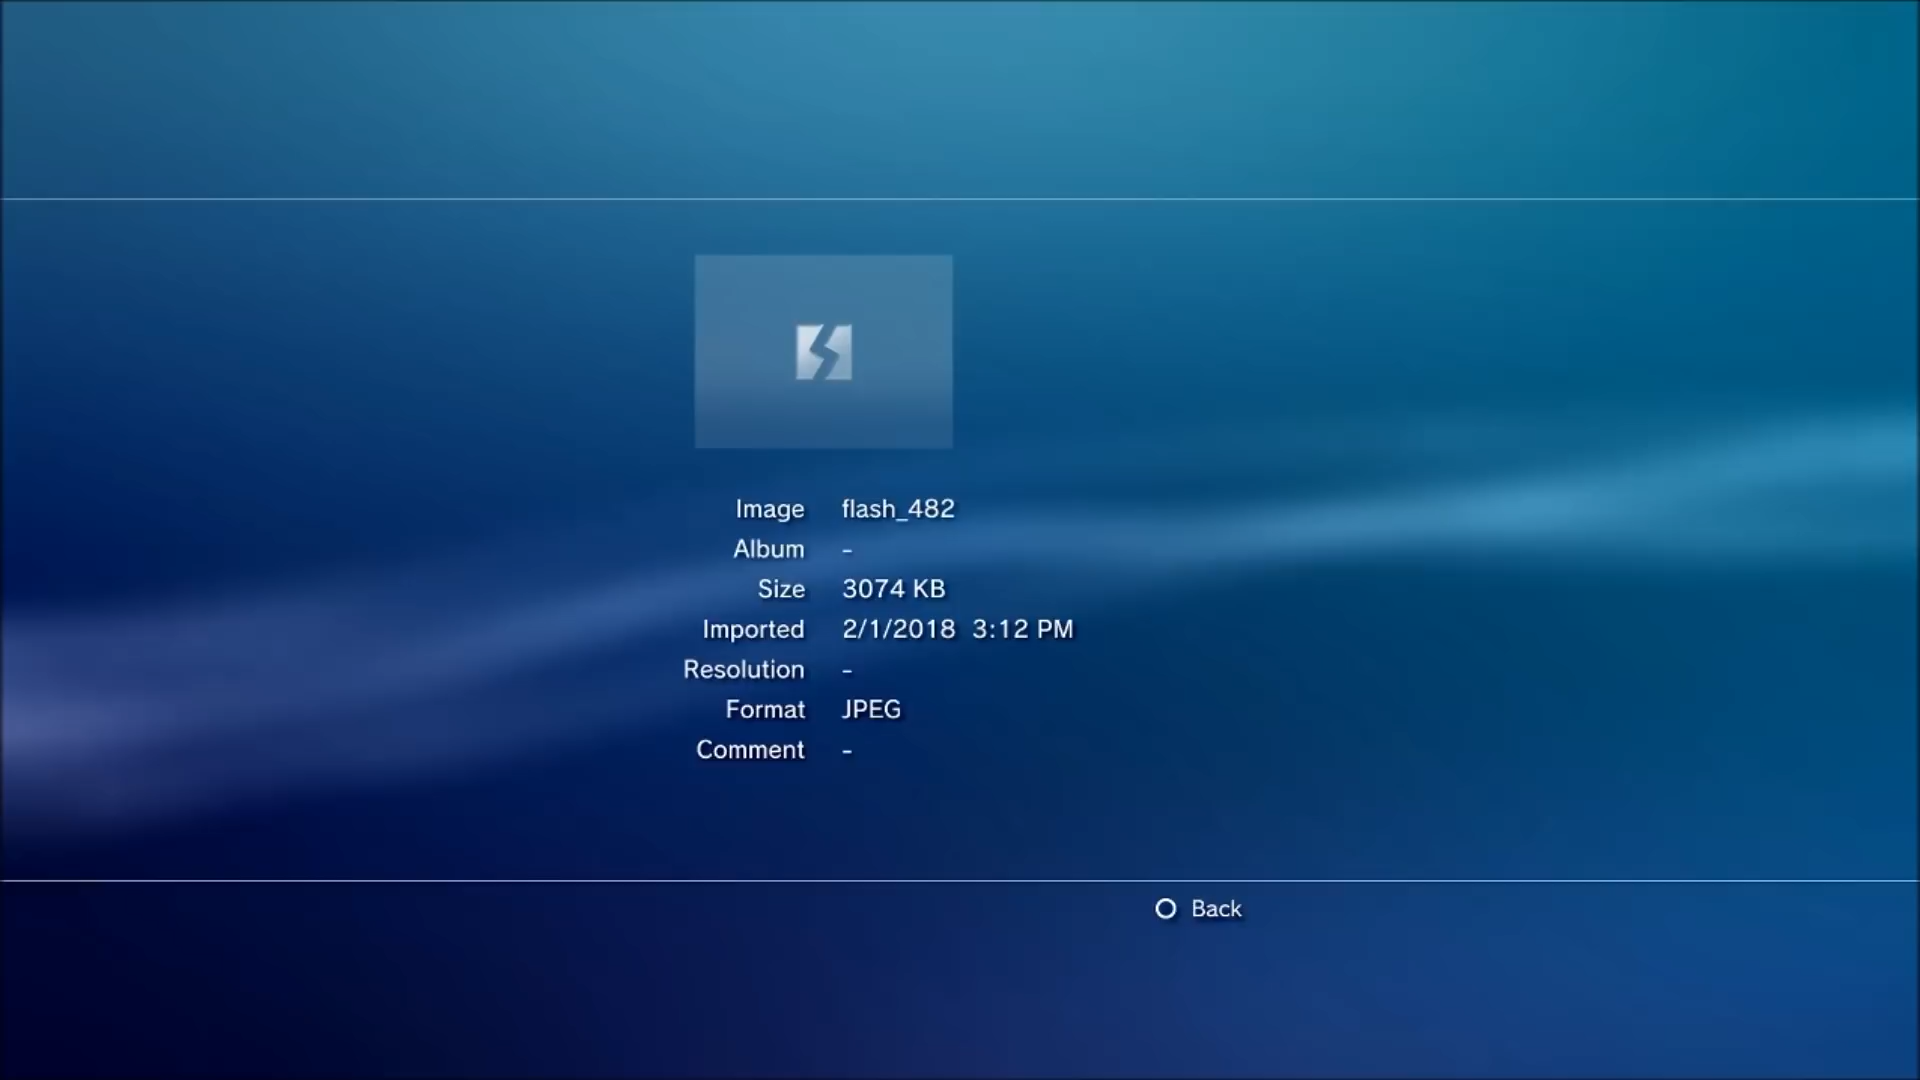 Image flash_482
Album -
Size 3074 KB
Imported 2/1/2018 3:12 PM
Resolution -
Format JPEG
Comment -
Back